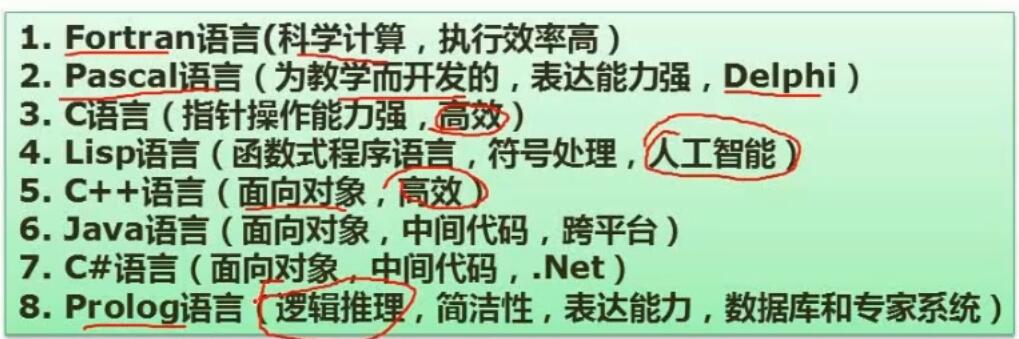 1. Fortran语言(科学计算，执行效率高）
2. Pascal语言（为教学而开发的，表达能力强，Delphi）
3. C语言（指针操作能力强，高效）
4. Lisp语言（函数式程序语言，符号处理，人工智能）
5. C++语言（面向对象，高效）
6. Java语言（面向对象，中间代码，跨平台）
7. C#语言（面向对象，中间代码，.Net）
8. Prolog语言（逻辑推理，简洁性，表达能力，数据库和专家系统）